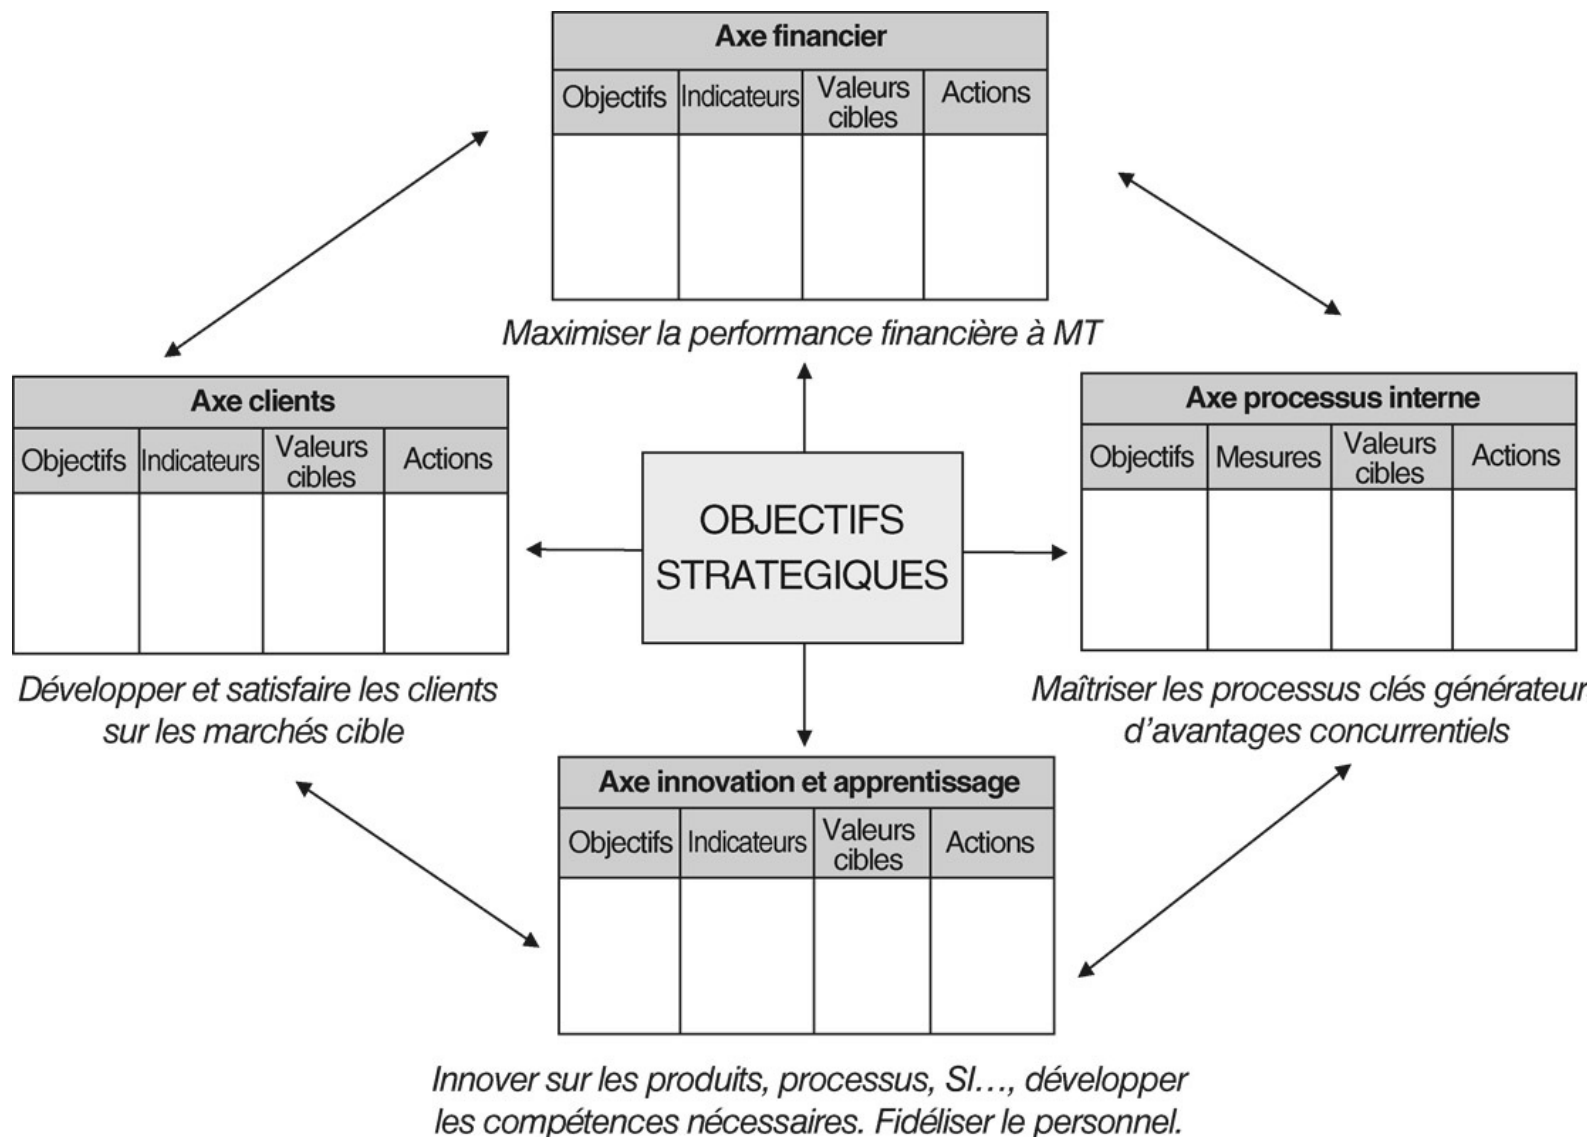 Axe financier
Objectifs Indicateurs Valeurs cibles Actions
Maximiser la performance financière à MT
Axe clients
Objectifs Indicateurs Valeurs cibles Actions
Développer et satisfaire les clients
sur les marchés cible
OBJECTIFS
STRATEGIQUES
Axe processus interne
Objectifs Mesures Valeurs cibles Actions
Maîtriser les processus clés générateur
d’avantages concurrentiels
Axe innovation et apprentissage
Objectifs Indicateurs Valeurs cibles Actions
Innover sur les produits, processus, SI…, développer
les compétences nécessaires. Fidéliser le personnel.